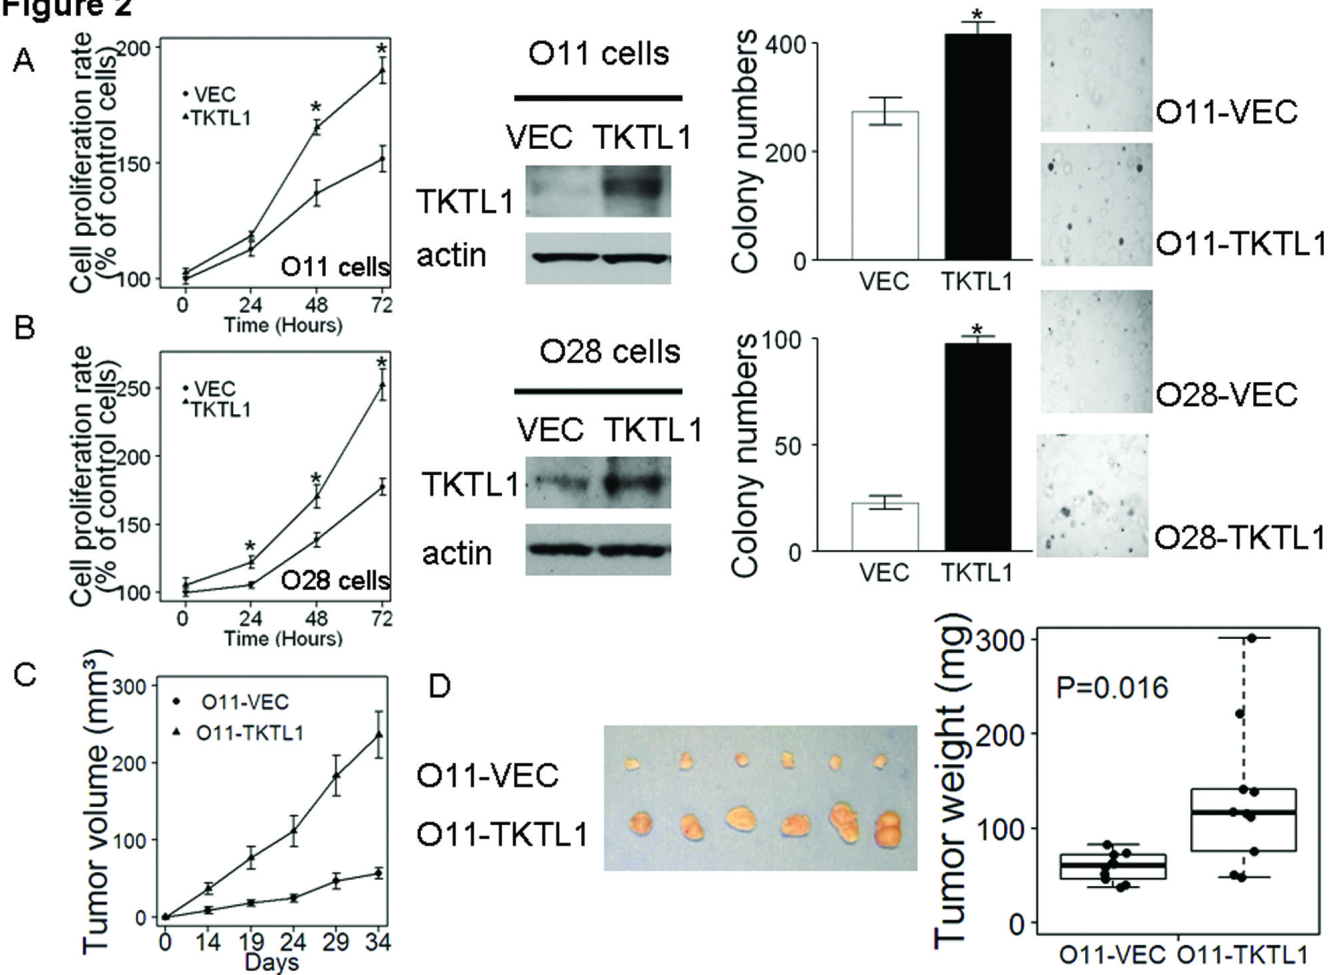 Figure 2
A
Cell proliferation rate
(% of control cells)
200
150
100
VEC
TKTL1
*
*
O11 cells
0 24 48 72
Time (Hours)
O11 cells
VEC TKTL1
TKTL1
actin
Colony numbers
400
200
0
*
VEC TKTL1
O11-VEC
O11-TKTL1
B
Cell proliferation rate
(% of control cells)
250
200
150
100
VEC
TKTL1
*
*
*
O28 cells
0 24 48 72
Time (Hours)
O28 cells
VEC TKTL1
TKTL1
actin
Colony numbers
100
50
0
*
VEC TKTL1
O28-VEC
O28-TKTL1
C
Tumor volume (mm³)
300
200
100
0
O11-VEC
O11-TKTL1
0 14 19 24 29 34
Days
D
O11-VEC
O11-TKTL1
Tumor weight (mg)
300
200
100
0
P=0.016
O11-VEC O11-TKTL1